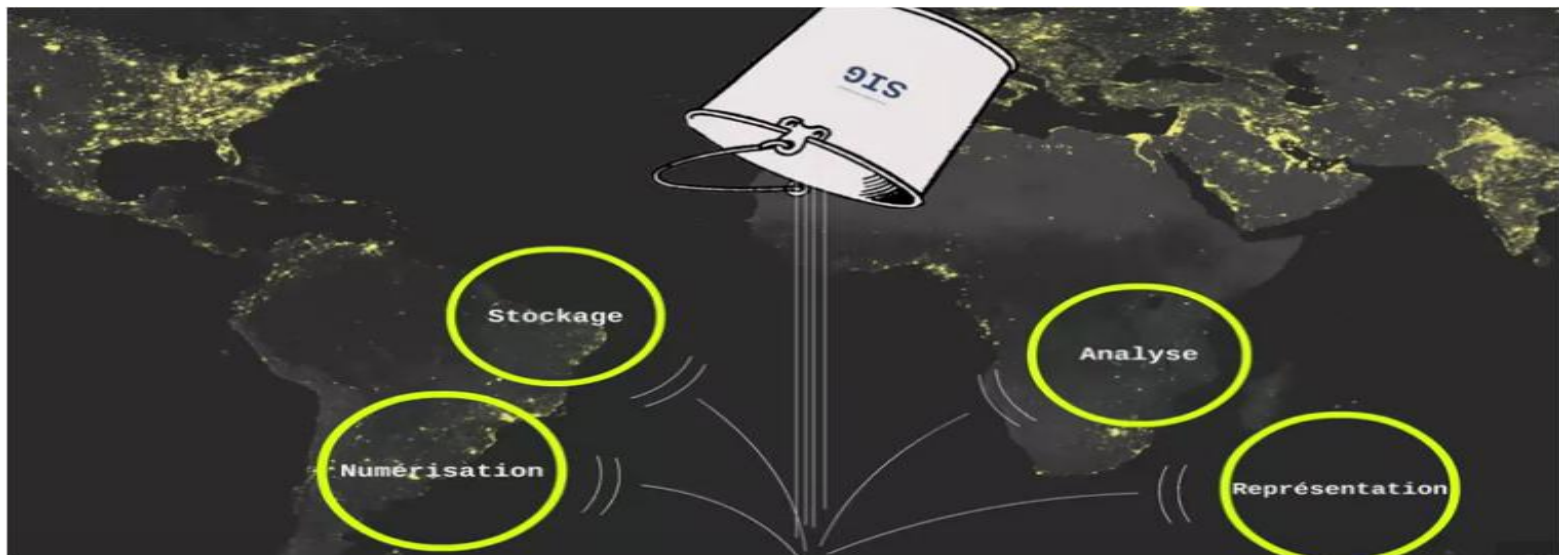 SIG
Stockage
Analyse
Numérisation
Représentation